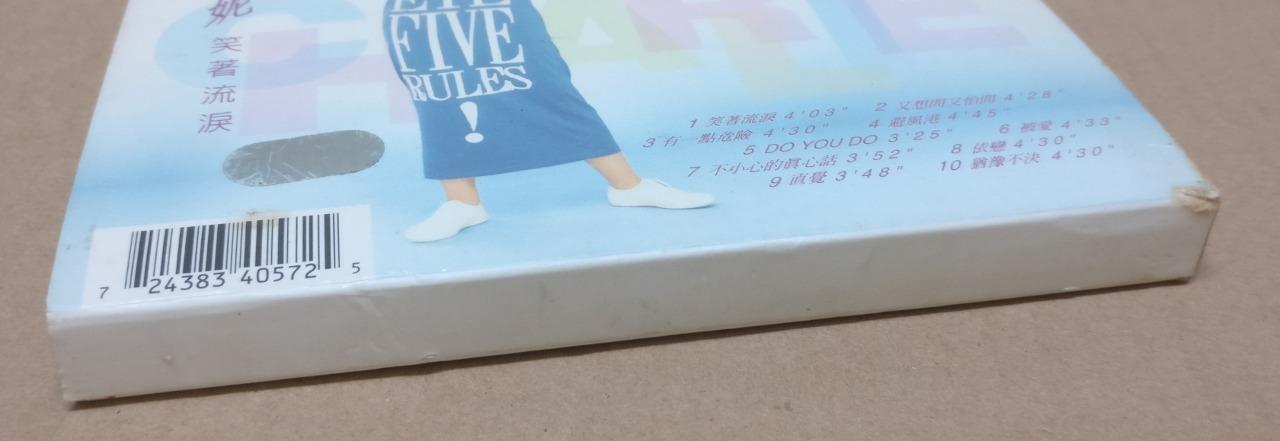 妮
笑著流淚
FIVE
RULES
!
1 笑著流淚 4'03" 2 又想問又怕問 4'28"
3 有一點危險 4'30" 4 避風港 4'45"
5 DO YOU DO 3'25" 6 被愛 4'33"
7 不小心的真心話 3'52" 8 依戀 4'30"
9 直覺 3'48" 10 猶豫不決 4'30"
7 24383 40572 5